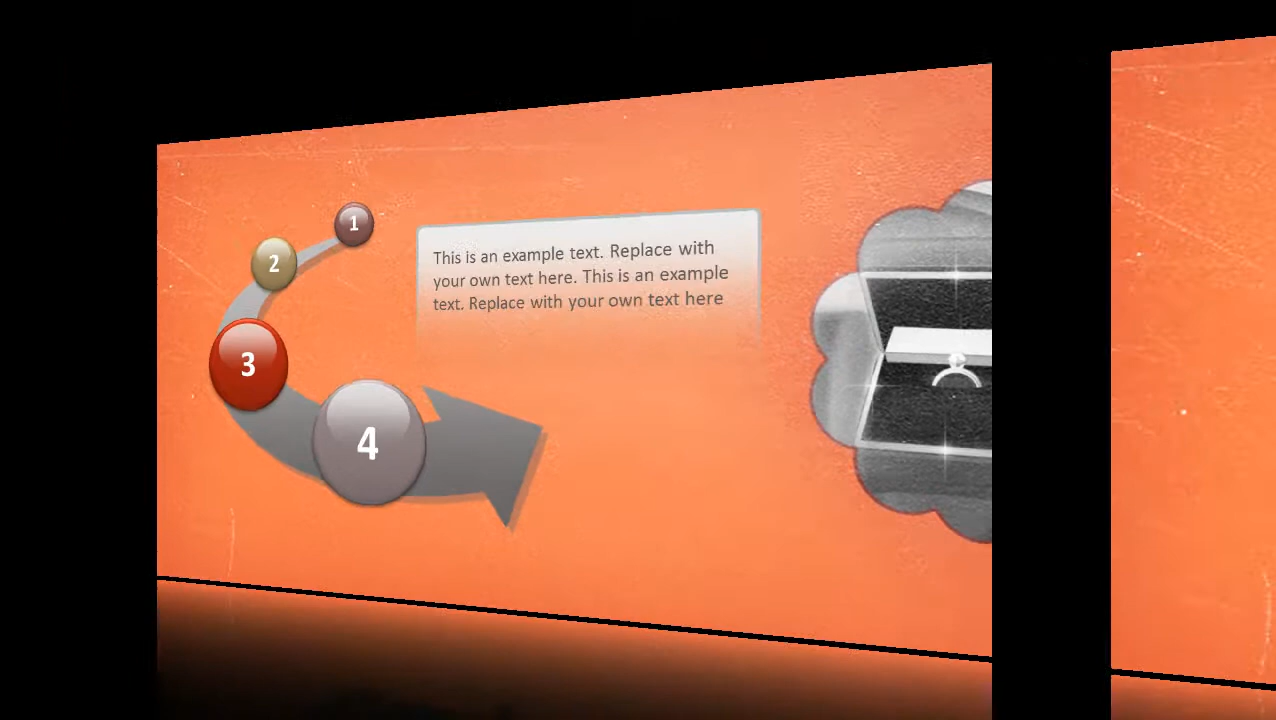 1
2
3
4
This is an example text. Replace with
your own text here. This is an example
text. Replace with your own text here